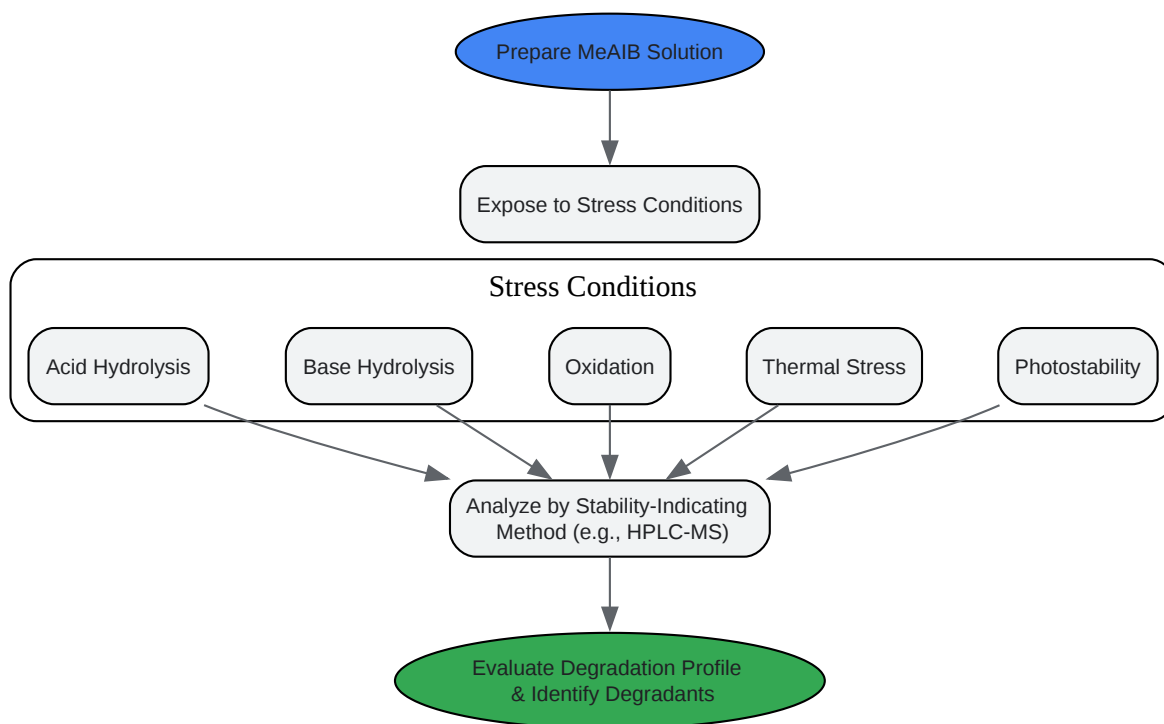 Prepare MeAIB Solution
Expose to Stress Conditions
Stress Conditions
Acid Hydrolysis
Base Hydrolysis
Oxidation
Thermal Stress
Photostability
Analyze by Stability-Indicating
Method (e.g., HPLC-MS)
Evaluate Degradation Profile
& Identify Degradants